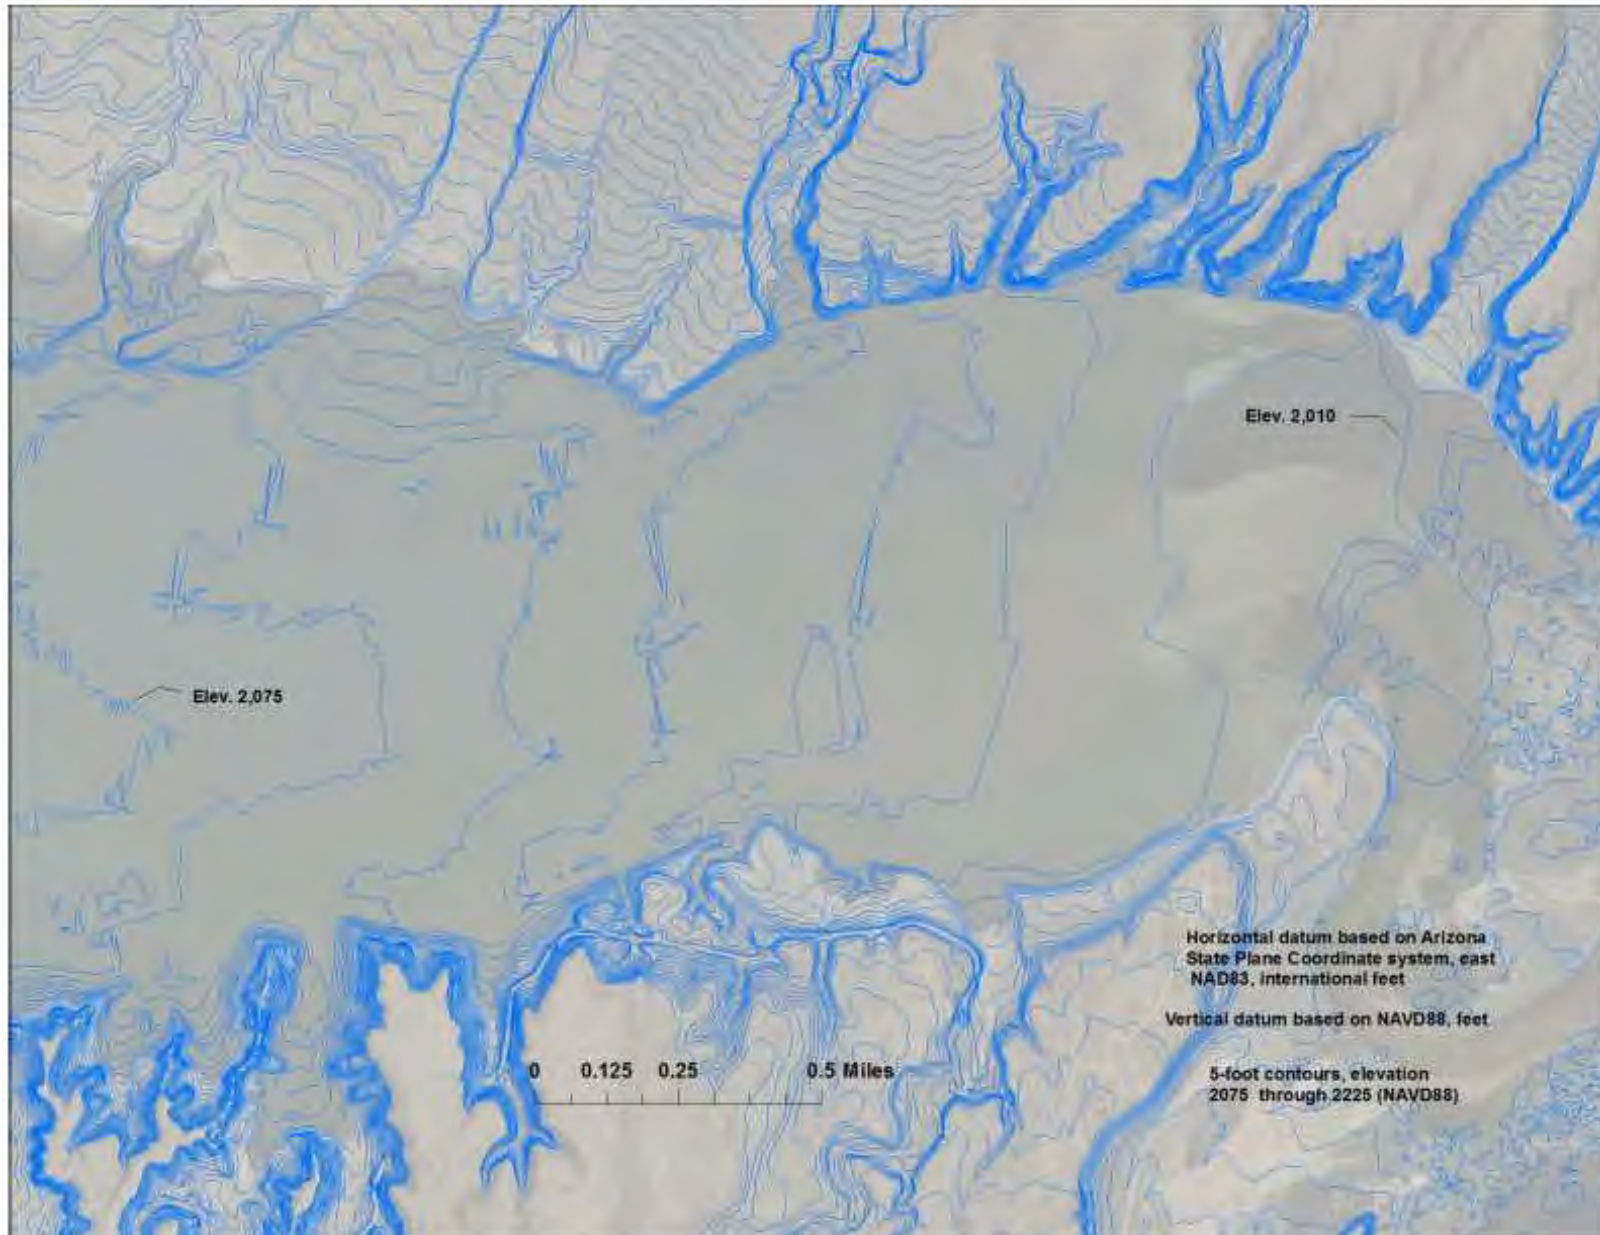 Elev. 2,010
Elev. 2,075
Horizontal datum based on Arizona
State Plane Coordinate system, east
NAD83, international feet
Vertical datum based on NAVD88, feet
0 0.125 0.25 0.5 Miles
5-foot contours, elevation
2075 through 2225 (NAVD88)